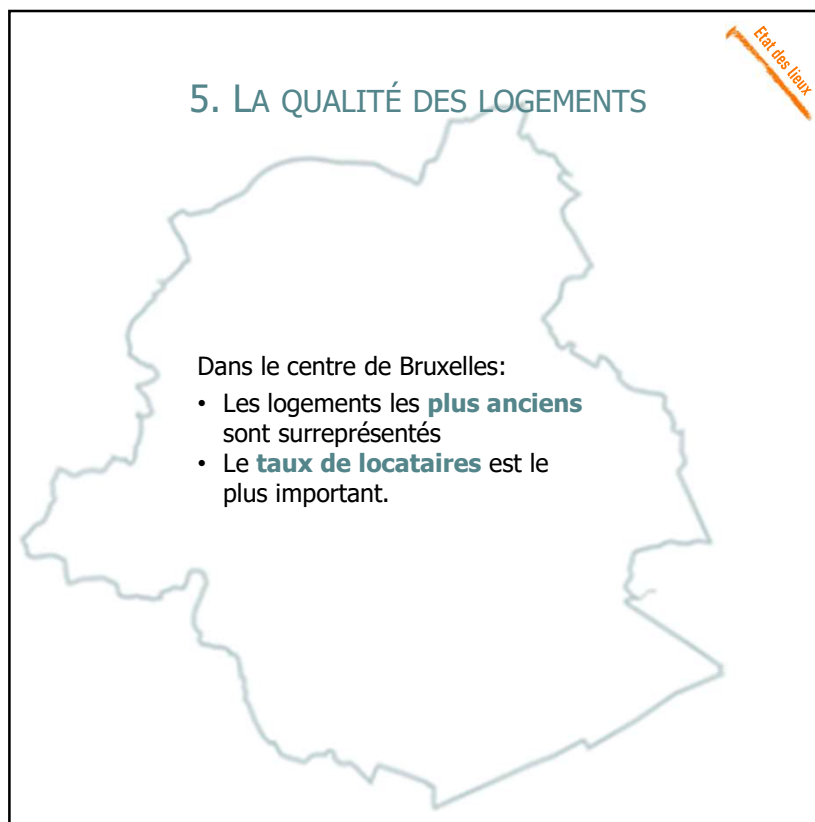 Etat des lieux
5. LA QUALITÉ DES LOGEMENTS
Dans le centre de Bruxelles:
• Les logements les plus anciens
sont surreprésentés
• Le taux de locataires est le
plus important.